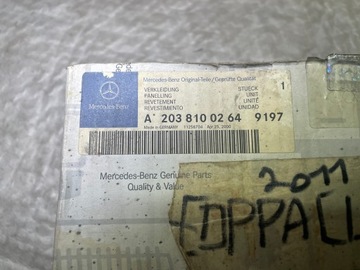 Mercedes-Benz Original-Teile / Geprüfte Qualität
VERKLEIDUNG STUECK 1
PANELLING UNIT
REVETEMENT UNITÉ
REVESTIMIENTO UNIDAD
Mercedes-Benz
A 203 810 02 64 9197
Made in GERMANY
Mercedes-Benz Genuine Parts
Quality & Value
2011